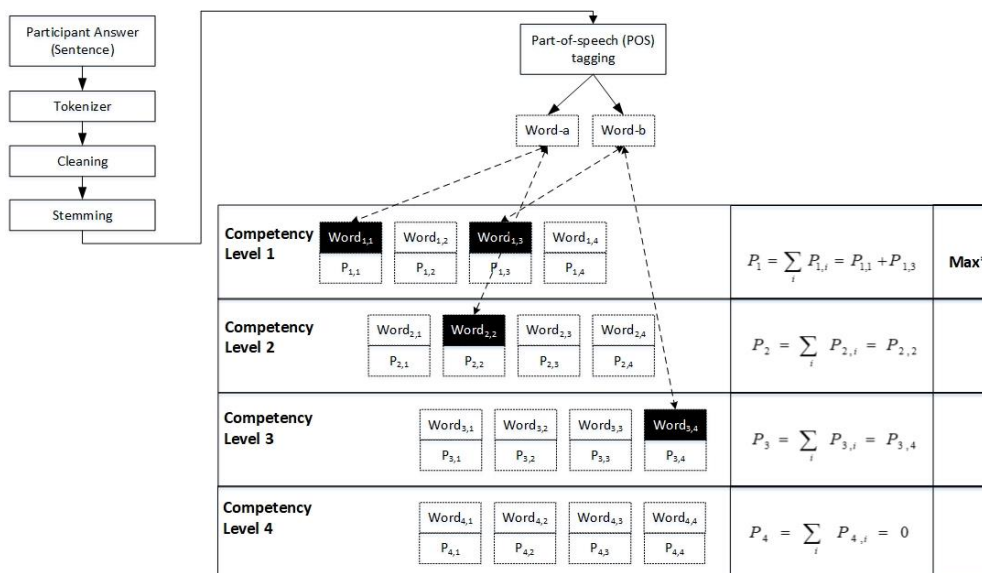 Participant Answer
(Sentence)
Tokenizer
Cleaning
Stemming
Part-of-speech (POS)
tagging
Word-a Word-b
Competency
Level 1
Word1,1 Word1,2 Word1,3 Word1,4
P1,1 P1,2 P1,3 P1,4
P1 = ∑i P1,i = P1,1 + P1,3
Max*
Competency
Level 2
Word2,1 Word2,2 Word2,3 Word2,4
P2,1 P2,2 P2,3 P2,4
P2 = ∑i P2,i = P2,2
Competency
Level 3
Word3,1 Word3,2 Word3,3 Word3,4
P3,1 P3,2 P3,3 P3,4
P3 = ∑i P3,i = P3,4
Competency
Level 4
Word4,1 Word4,2 Word4,3 Word4,4
P4,1 P4,2 P4,3 P4,4
P4 = ∑i P4,i = 0